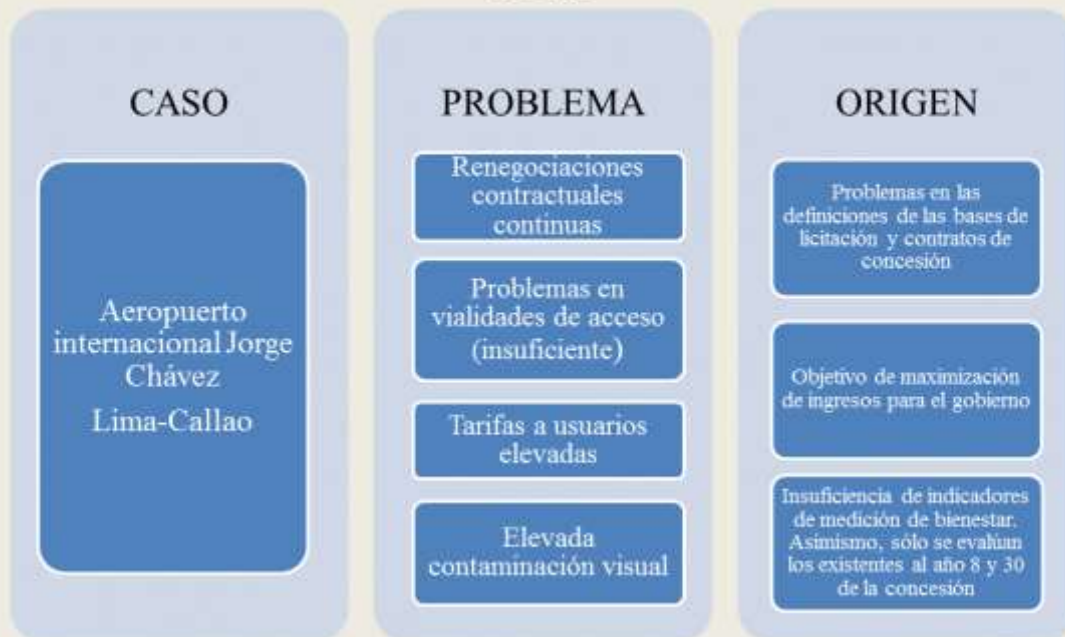 CASO
Aeropuerto
internacional Jorge
Chávez
Lima-Callao
PROBLEMA
Renegociaciones
contractuales
continuas
Problemas en
vialidades de acceso
(insuficiente)
Tarifas a usuarios
elevadas
Elevada
contaminación visual
ORIGEN
Problemas en las
definiciones de las bases de
licitación y contratos de
concesión
Objetivo de maximización
de ingresos para el gobierno
Insuficiencia de indicadores
de medición de bienestar.
Asimismo, sólo se evalúan
los existentes al año 8 y 30
de la concesión